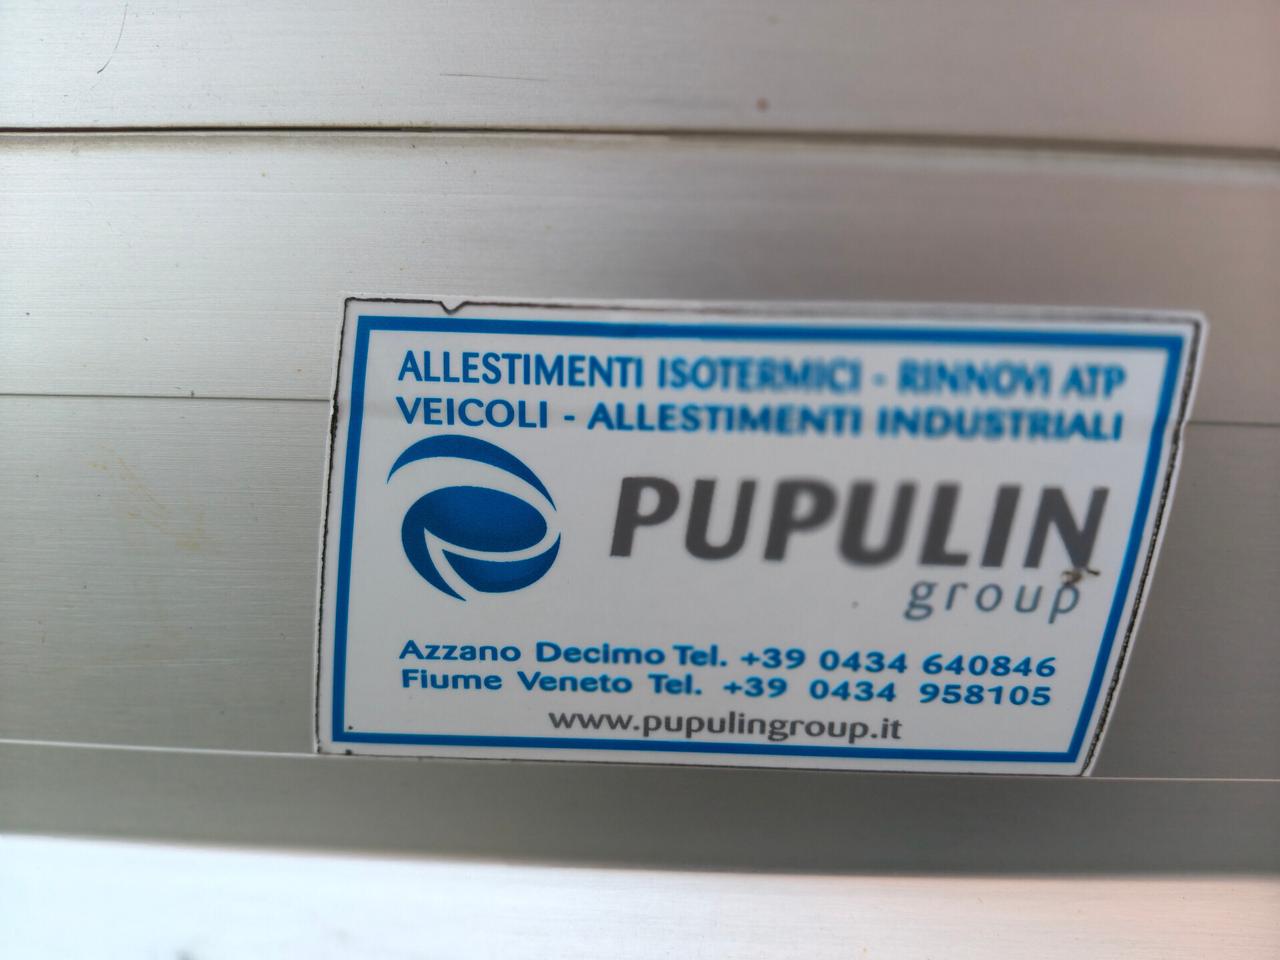 ALLESTIMENTI ISOTERMICI - RINNOVI ATP
VEICOLI - ALLESTIMENTI INDUSTRIALI
PUPULIN
group
Azzano Decimo Tel. +39 0434 640846
Fiume Veneto Tel. +39 0434 958105
www.pupulingroup.it